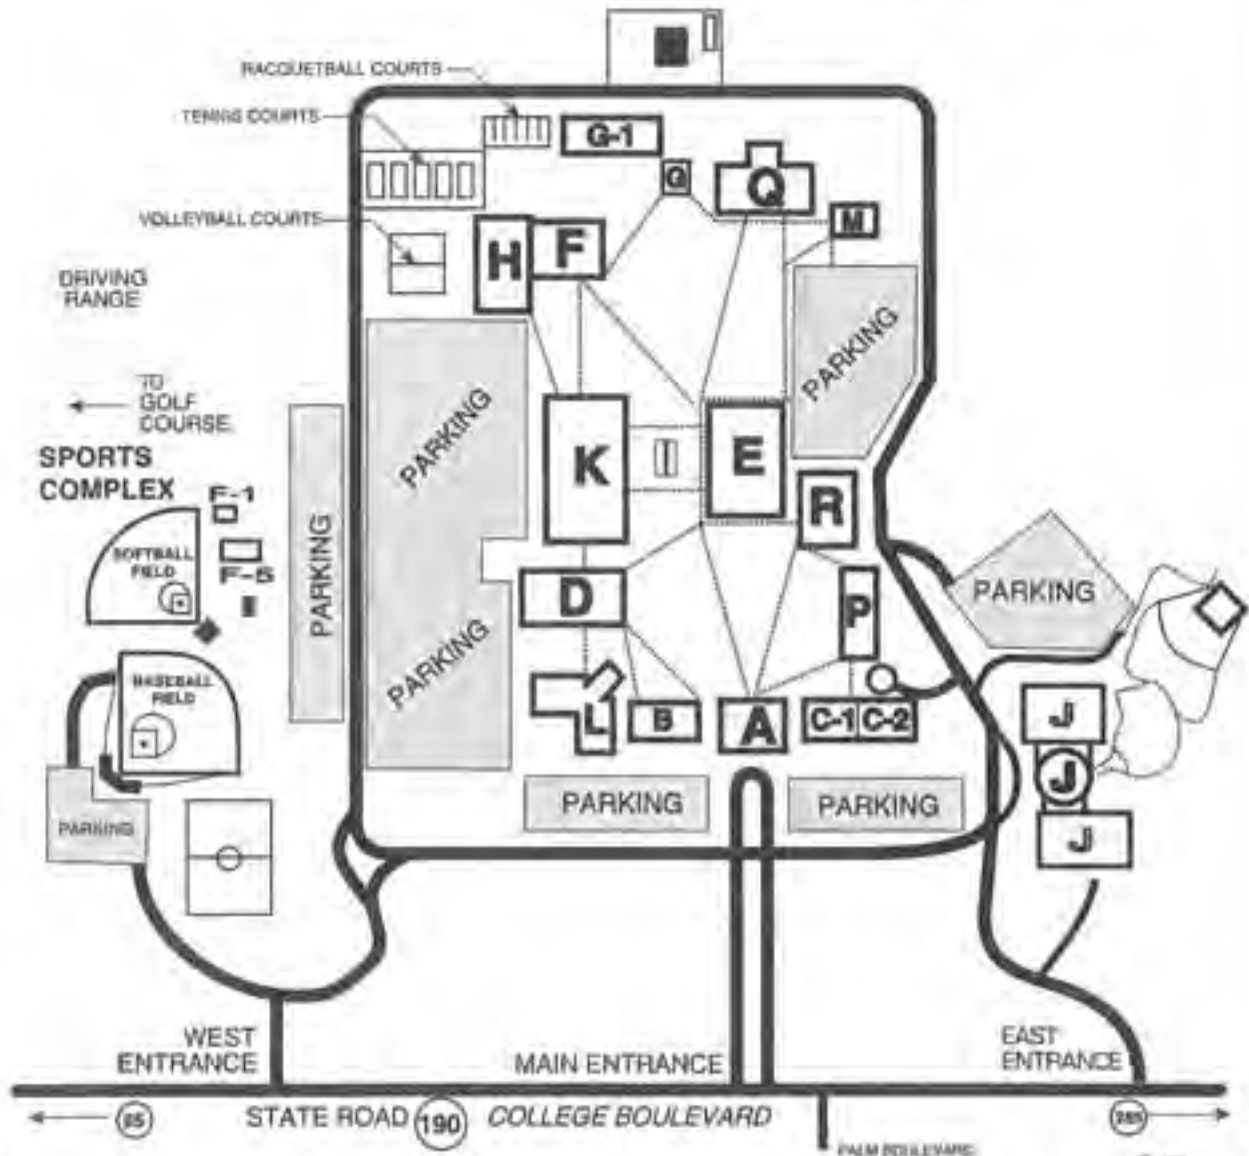 RACQUETBALL COURTS
TENNIS COURTS
G-1
G
Q
VOLLEYBALL COURTS
M
H
F
DRIVING
RANGE
PARKING
TO
GOLF
COURSE
PARKING
SPORTS
COMPLEX
F-1
K
E
R
SOFTBALL
FIELD
F-5
PARKING
D
P
PARKING
PARKING
BASEBALL
FIELD
L
B
A
C-1
C-2
J
J
J
PARKING
PARKING
PARKING
WEST
ENTRANCE
MAIN ENTRANCE
EAST
ENTRANCE
85
STATE ROAD 190 COLLEGE BOULEVARD
285
PALM BOULEVARD